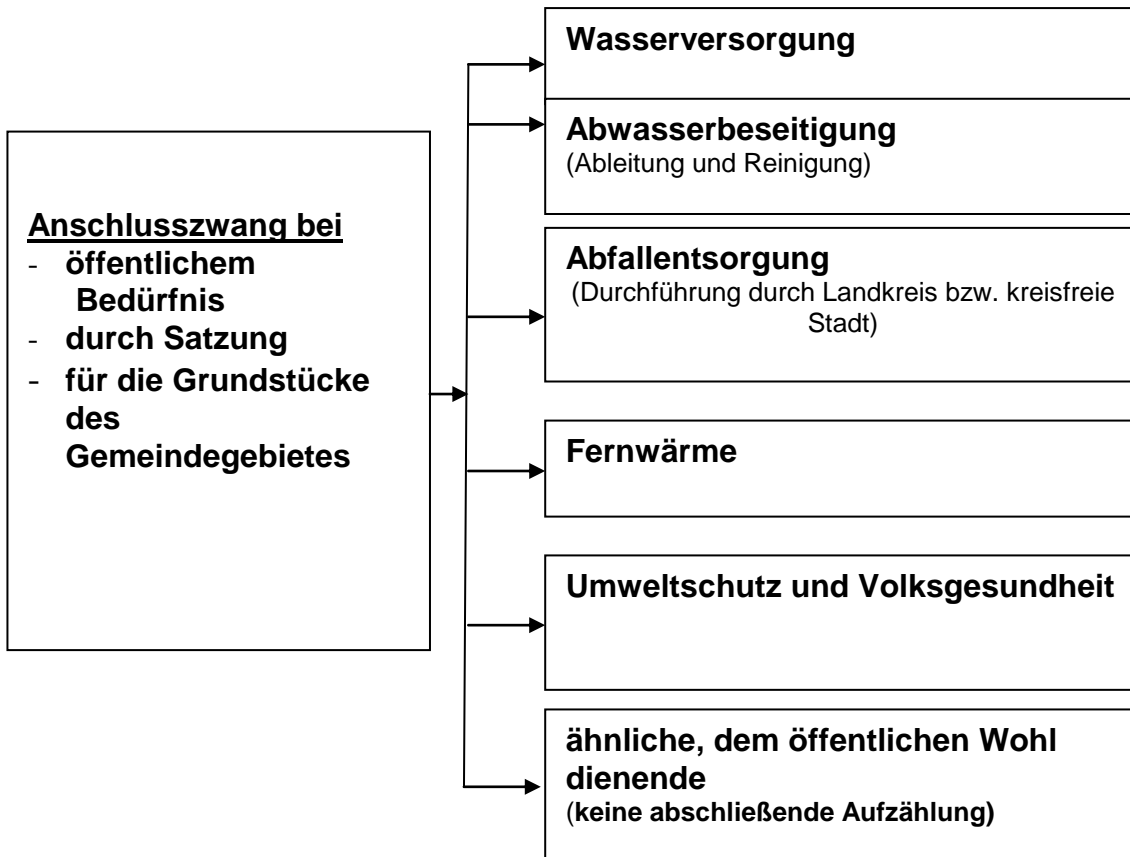 Anschlusszwang bei
- öffentlichem
Bedürfnis
- durch Satzung
- für die Grundstücke
des
Gemeindegebietes
Wasserversorgung
Abwasserbeseitigung
(Ableitung und Reinigung)
Abfallentsorgung
(Durchführung durch Landkreis bzw. kreisfreie
Stadt)
Fernwärme
Umweltschutz und Volksgesundheit
ähnliche, dem öffentlichen Wohl
dienende
(keine abschließende Aufzählung)